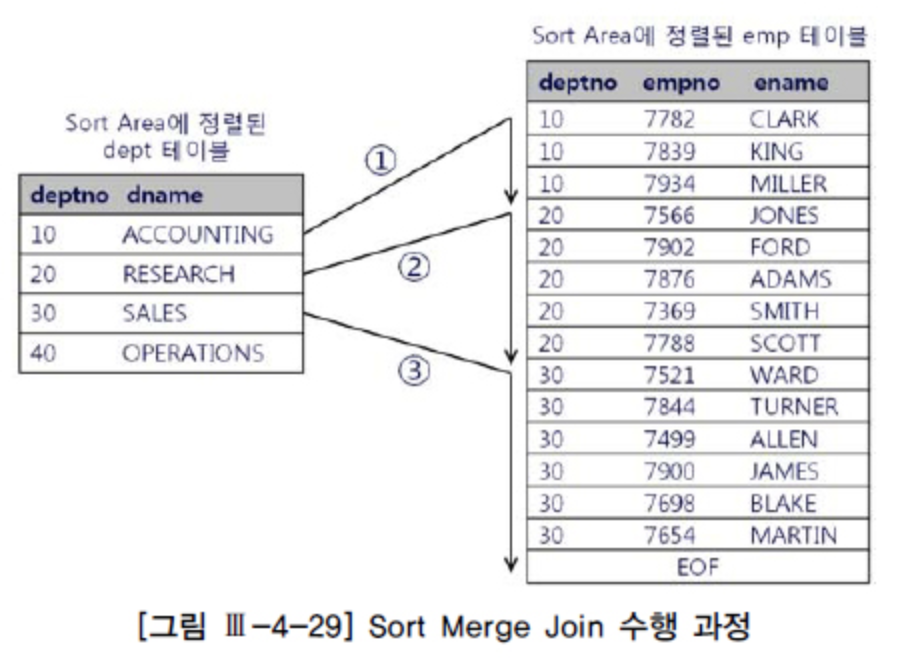 Sort Area에 정렬된
dept 테이블
deptno dname
10 ACCOUNTING
20 RESEARCH
30 SALES
40 OPERATIONS
①
②
③
Sort Area에 정렬된 emp 테이블
deptno empno ename
10 7782 CLARK
10 7839 KING
10 7934 MILLER
20 7566 JONES
20 7902 FORD
20 7876 ADAMS
20 7369 SMITH
20 7788 SCOTT
30 7521 WARD
30 7844 TURNER
30 7499 ALLEN
30 7900 JAMES
30 7698 BLAKE
30 7654 MARTIN
EOF
[그림 Ⅲ-4-29] Sort Merge Join 수행 과정